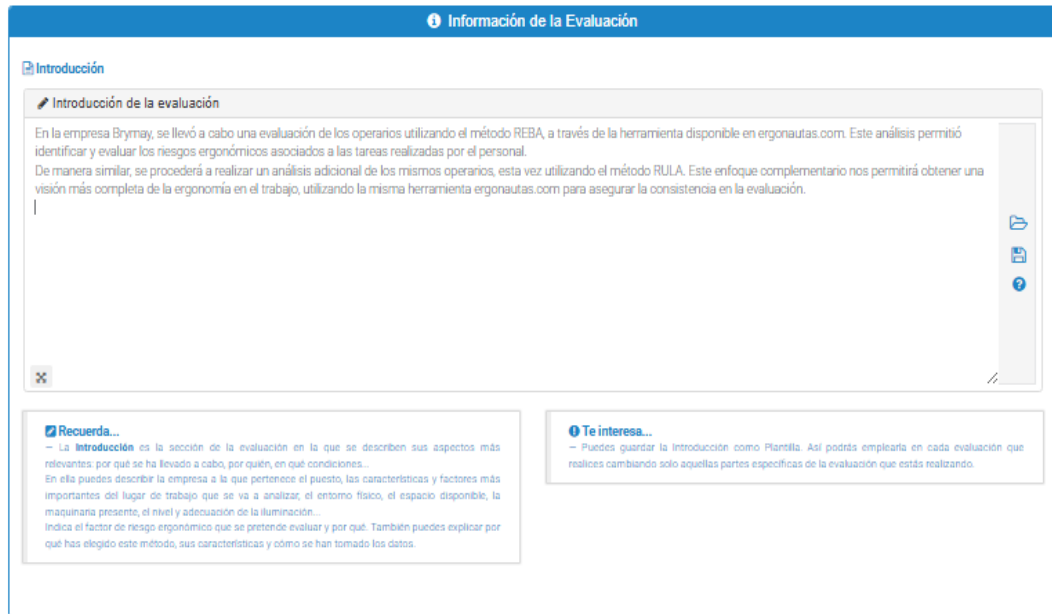 Información de la Evaluación
Introducción
Introducción de la evaluación
En la empresa Brymay, se llevó a cabo una evaluación de los operarios utilizando el método REBA, a través de la herramienta disponible en ergonautas.com. Este análisis permitió
identificar y evaluar los riesgos ergonómicos asociados a las tareas realizadas por el personal.
De manera similar, se procederá a realizar un análisis adicional de los mismos operarios, esta vez utilizando el método RULA. Este enfoque complementario nos permitirá obtener una
visión más completa de la ergonomía en el trabajo, utilizando la misma herramienta ergonautas.com para asegurar la consistencia en la evaluación.
Recuerda...
– La Introducción es la sección de la evaluación en la que se describen sus aspectos más
relevantes: por qué se ha llevado a cabo, por quién, en qué condiciones...
En ella puedes describir la empresa a la que pertenece el puesto, las características y factores más
importantes del lugar de trabajo que se va a analizar, el entorno físico, el espacio disponible, la
maquinaria presente, el nivel y adecuación de la iluminación...
Indica el factor de riesgo ergonómico que se pretende evaluar y por qué. También puedes explicar por
qué has elegido este método, sus características y cómo se han tomado los datos.
Te interesa...
– Puedes guardar la Introducción como Plantilla. Así podrás emplearla en cada evaluación que
realices cambiando solo aquellas partes específicas de la evaluación que estás realizando.